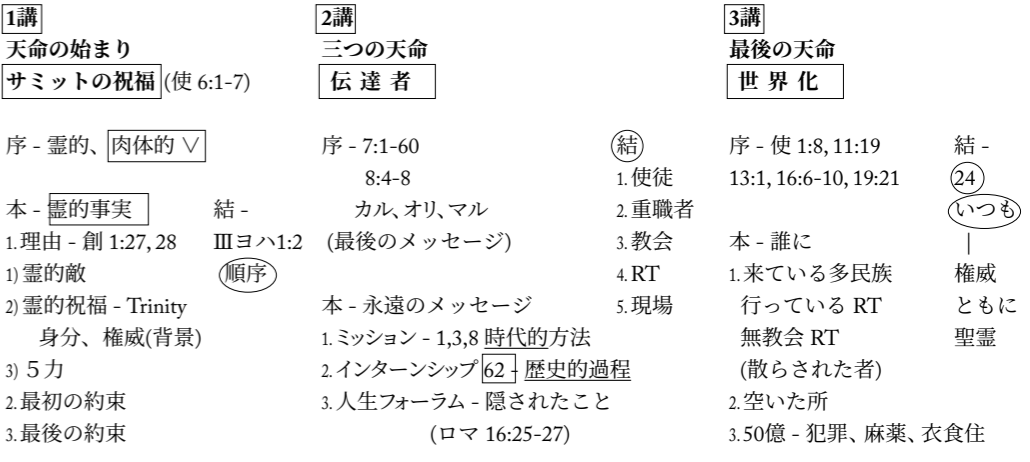 1講
天命の始まり
サミットの祝福 (使 6:1-7)
序 - 霊的、肉体的 ∨
本 - 霊的事実
1.理由 - 創 1:27, 28
1) 霊的敵
2) 霊的祝福 - Trinity
身分、権威(背景)
3) ５力
2.最初の約束
3.最後の約束
結 -
Ⅲヨハ1:2
順序
2講
三つの天命
伝 達 者
序 - 7:1-60
8:4-8
カル、オリ、マル
(最後のメッセージ)
本 - 永遠のメッセージ
1.ミッション - 1,3,8 時代的方法
2.インターンシップ 62 - 歴史的過程
3.人生フォーラム - 隠されたこと
(ロマ 16:25-27)
結
1.使徒
2.重職者
3.教会
4.RT
5.現場
3講
最後の天命
世 界 化
序 - 使 1:8, 11:19
13:1, 16:6-10, 19:21
本 - 誰に
1.来ている多民族
行っている RT
無教会 RT
(散らされた者)
2.空いた所
3.50億 - 犯罪、麻薬、衣食住
結 -
24
いつも
|
権威
ともに
聖霊